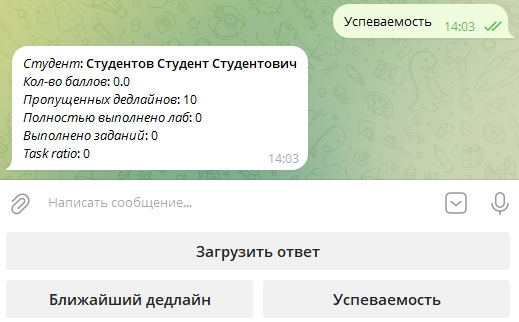 Успеваемость 14:03
Студент: Студентов Студент Студентович
Кол-во баллов: 0.0
Пропущенных дедлайнов: 10
Полностью выполнено лаб: 0
Выполнено заданий: 0
Task ratio: 0
14:03
Написать сообщение...
Загрузить ответ
Ближайший дедлайн Успеваемость